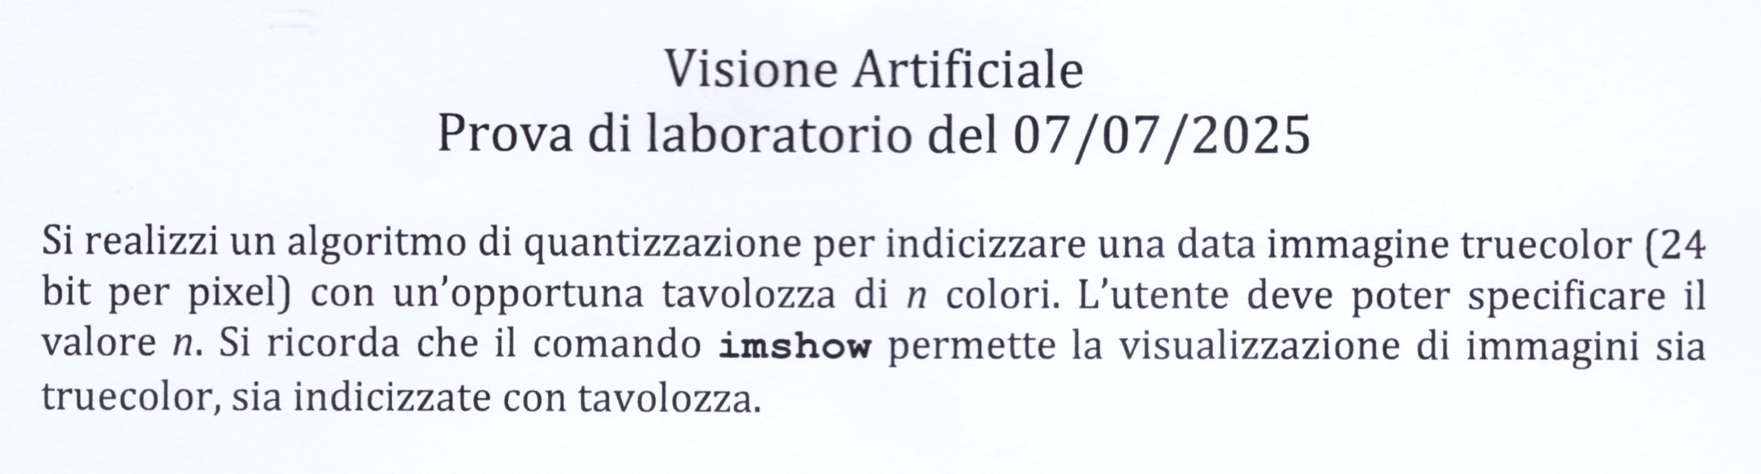 Visione Artificiale
Prova di laboratorio del 07/07/2025
Si realizzi un algoritmo di quantizzazione per indicizzare una data immagine truecolor (24
bit per pixel) con un'opportuna tavolozza di n colori. L'utente deve poter specificare il
valore n. Si ricorda che il comando imshow permette la visualizzazione di immagini sia
truecolor, sia indicizzate con tavolozza.